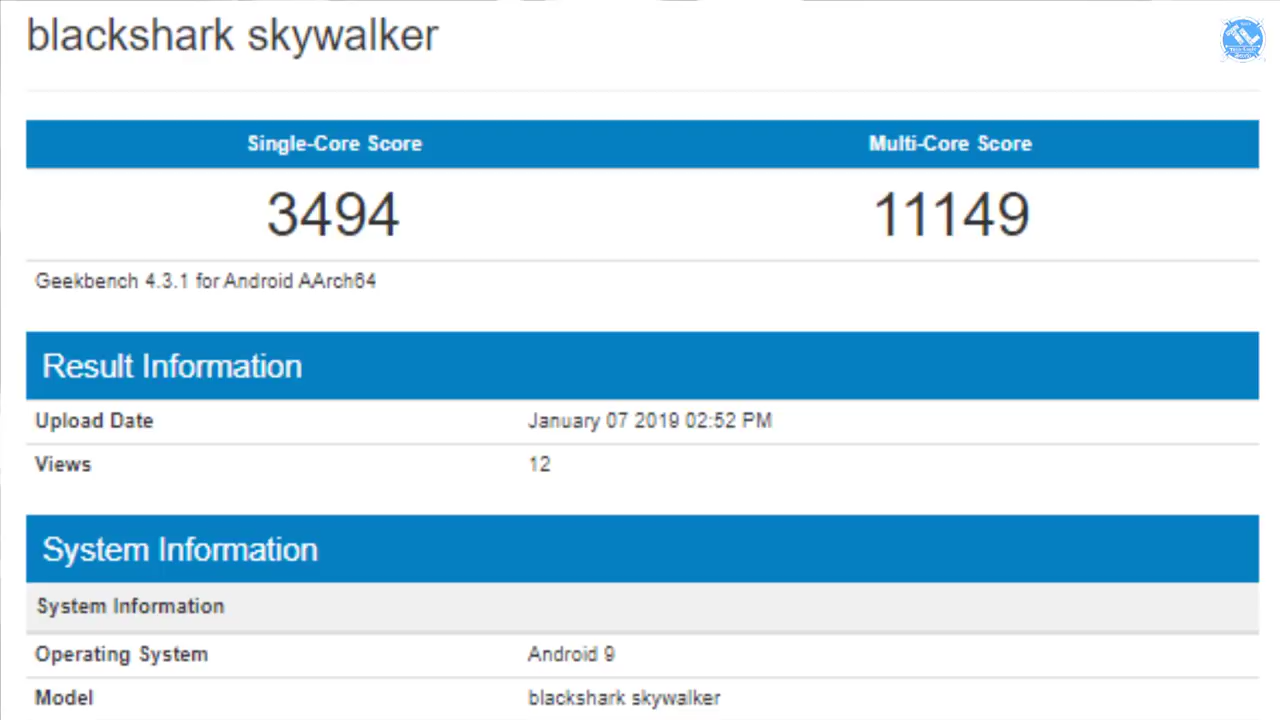 blackshark skywalker
Single-Core Score Multi-Core Score
3494 11149
Geekbench 4.3.1 for Android AArch64
Result Information
Upload Date January 07 2019 02:52 PM
Views 12
System Information
System Information
Operating System Android 9
Model blackshark skywalker